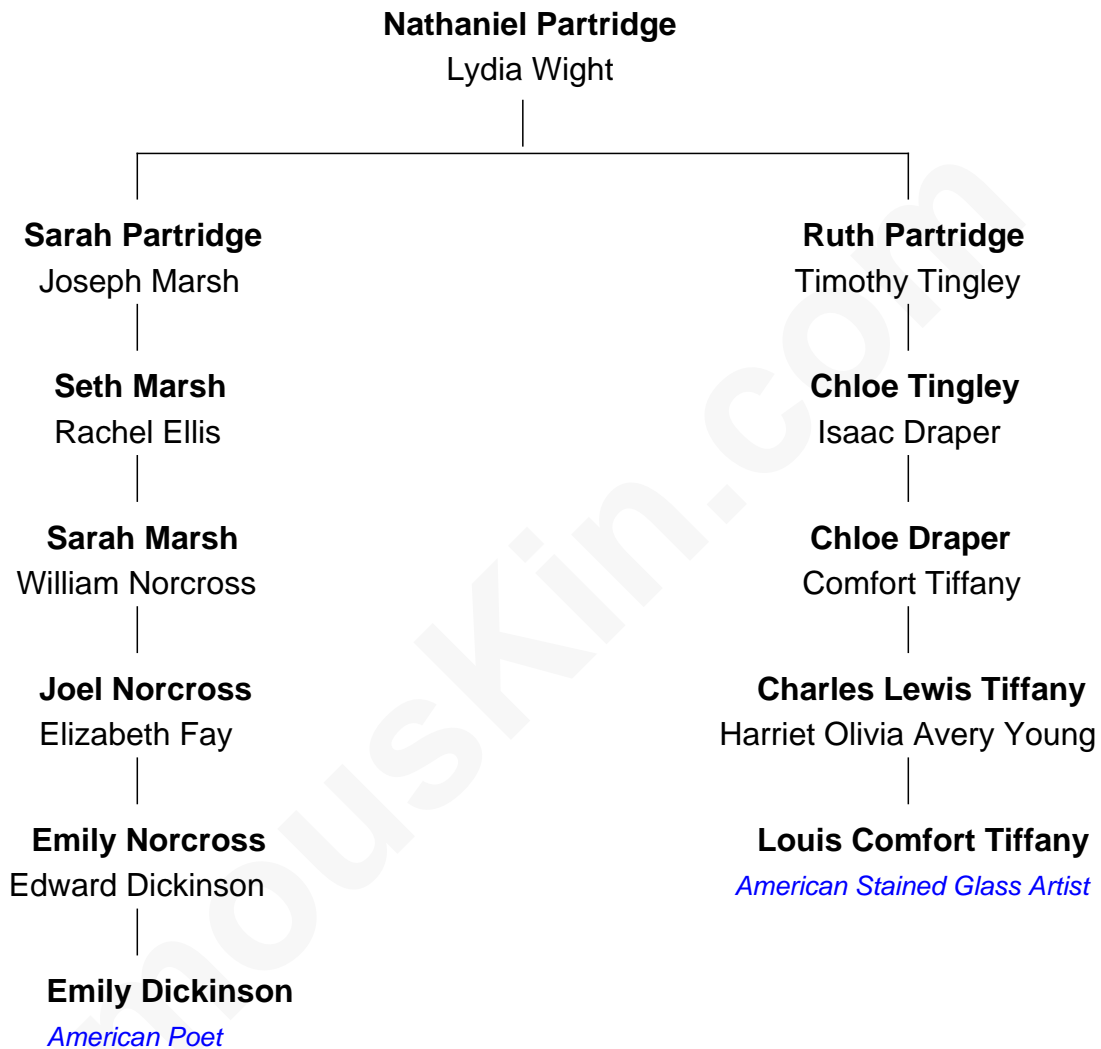 Nathaniel Partridge
Lydia Wight
Sarah Partridge
Joseph Marsh
Ruth Partridge
Timothy Tingley
Seth Marsh
Rachel Ellis
Chloe Tingley
Isaac Draper
Sarah Marsh
William Norcross
Chloe Draper
Comfort Tiffany
Joel Norcross
Elizabeth Fay
Charles Lewis Tiffany
Harriet Olivia Avery Young
Emily Norcross
Edward Dickinson
Louis Comfort Tiffany
American Stained Glass Artist
Emily Dickinson
American Poet
mousKin.com